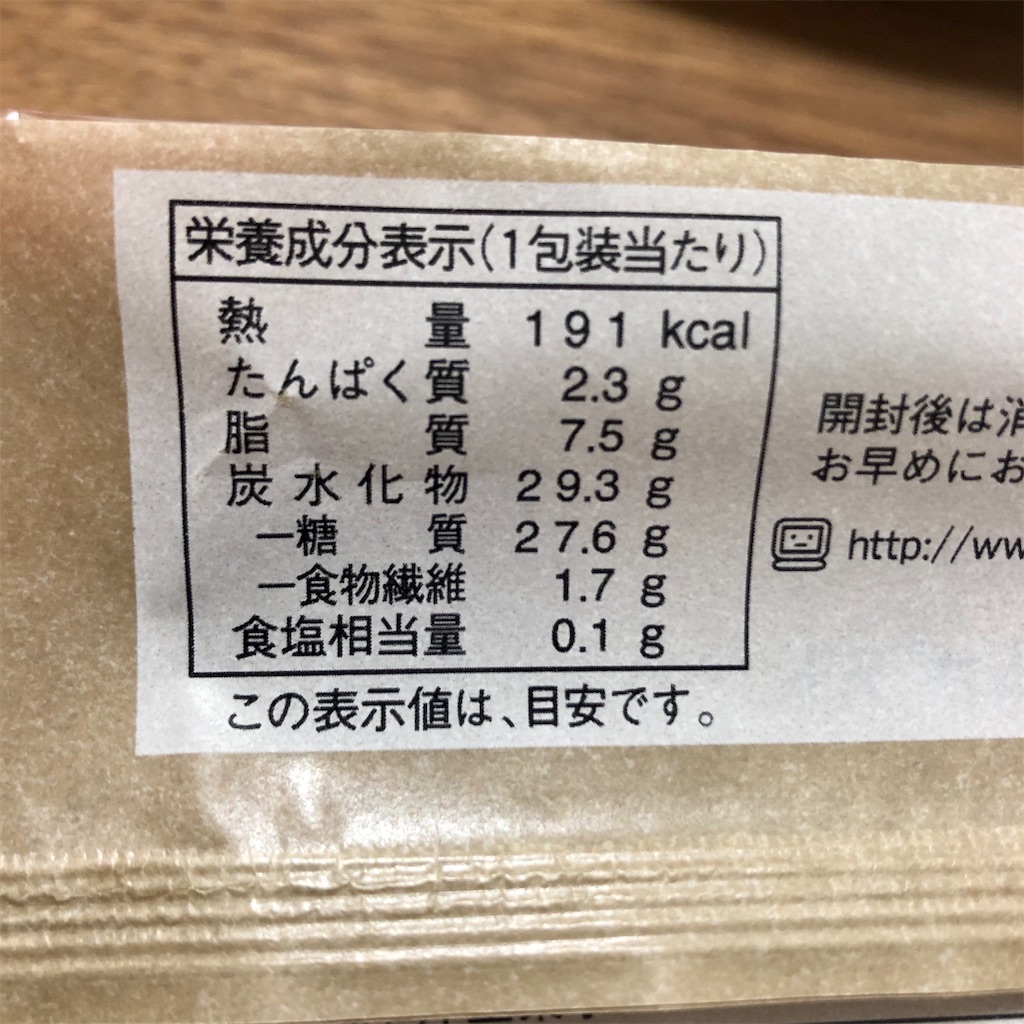 栄養成分表示(1包装当たり)
熱量 191 kcal
たんぱく質 2.3 g
脂質 7.5 g
炭水化物 29.3 g
－糖質 27.6 g
－食物繊維 1.7 g
食塩相当量 0.1 g
この表示値は、目安です。
開封後は消
お早めにお
http://ww